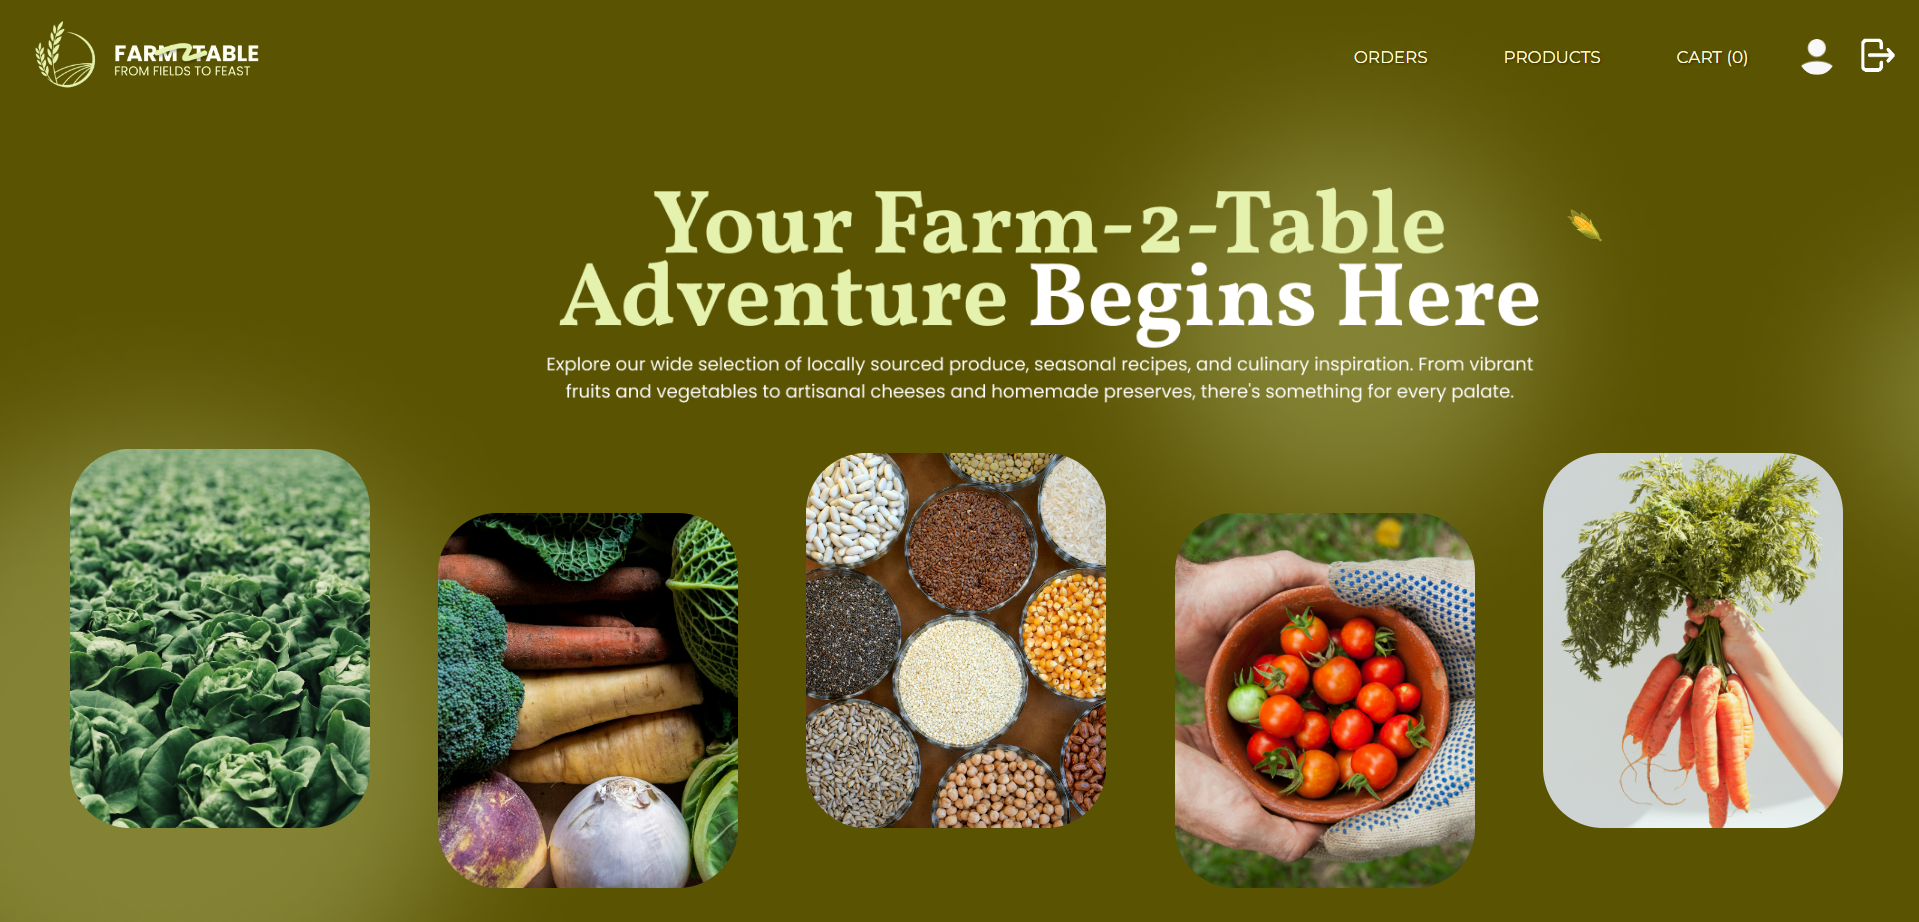 FARM2TABLE
FROM FIELDS TO FEAST
ORDERS
PRODUCTS
CART (0)
Your Farm-2-Table
Adventure Begins Here
Explore our wide selection of locally sourced produce, seasonal recipes, and culinary inspiration. From vibrant
fruits and vegetables to artisanal cheeses and homemade preserves, there's something for every palate.